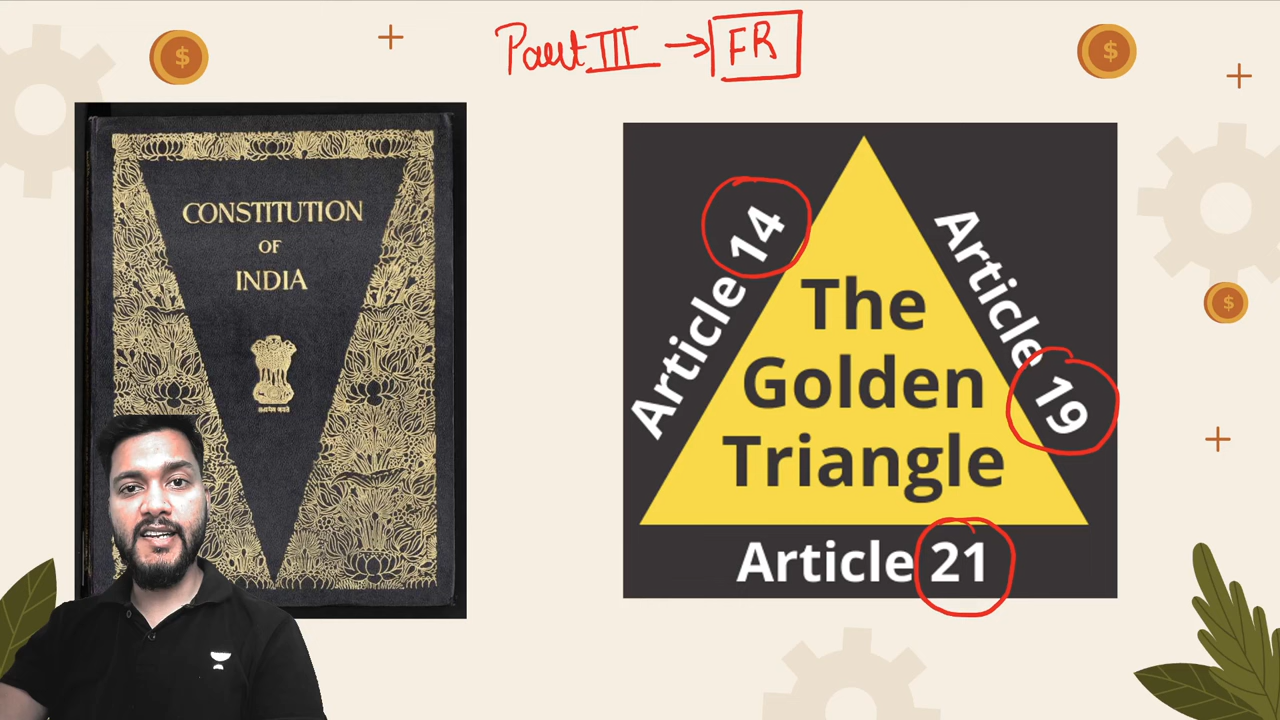 Part III → FR
CONSTITUTION
OF
INDIA
Article 14
Article 19
The
Golden
Triangle
Article 21